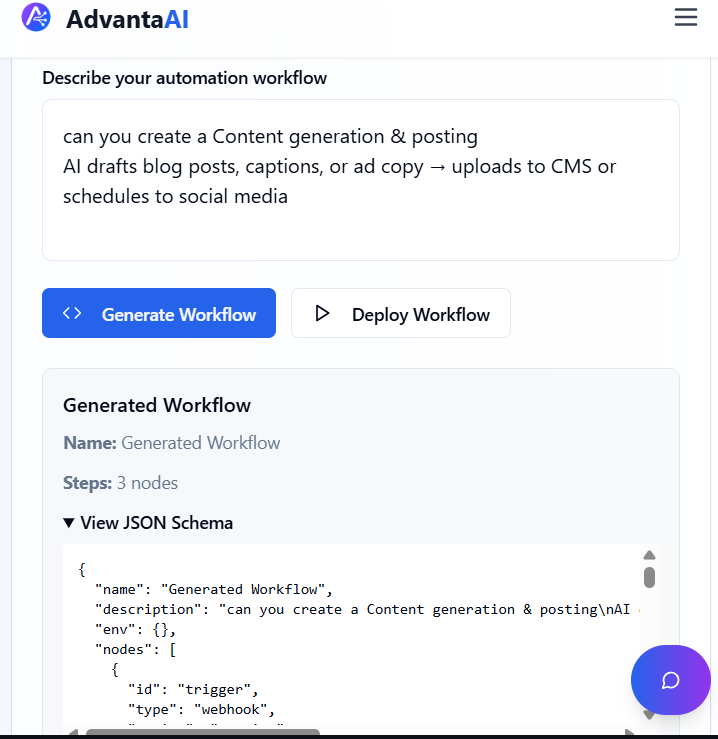 AdvantaAI
Describe your automation workflow
can you create a Content generation & posting
AI drafts blog posts, captions, or ad copy → uploads to CMS or
schedules to social media
<> Generate Workflow
Deploy Workflow
Generated Workflow
Name: Generated Workflow
Steps: 3 nodes
▼ View JSON Schema
{
"name": "Generated Workflow",
"description": "can you create a Content generation & posting\nAI
"env": {},
"nodes": [
{
"id": "trigger",
"type": "webhook",